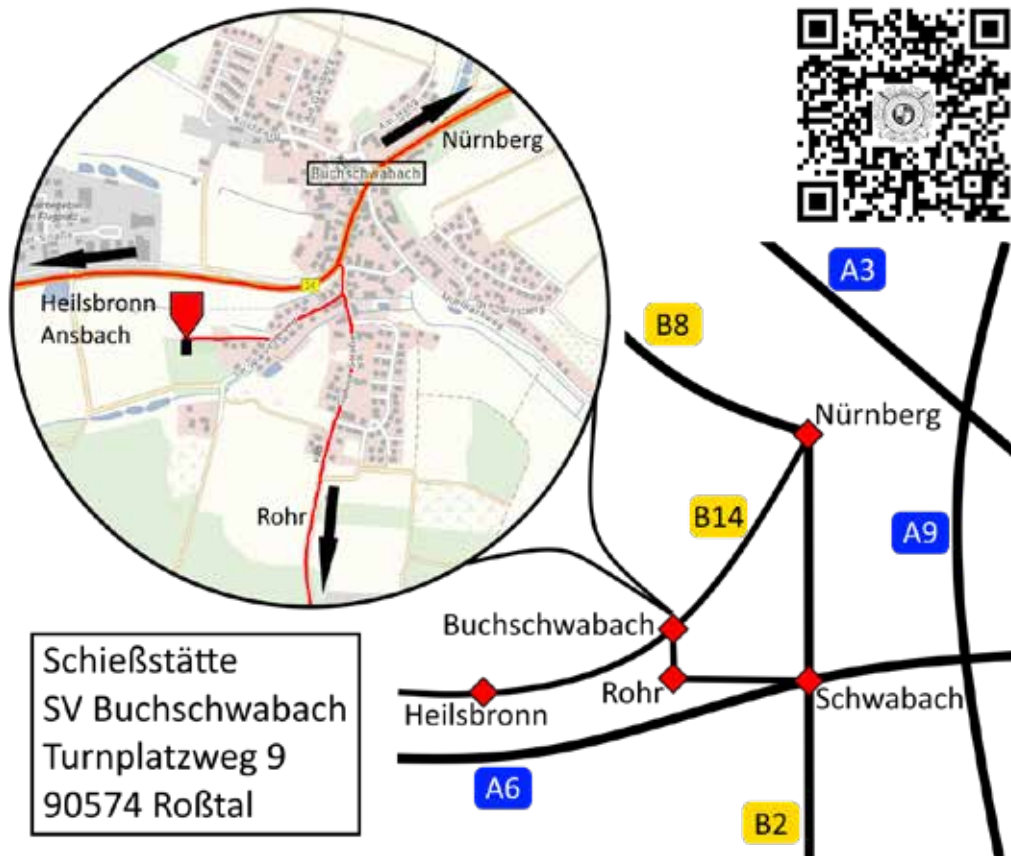 Nürnberg
Buchschwabach
Heilsbronn
Ansbach
Rohr
A3
B8
Nürnberg
B14
A9
Buchschwabach
Rohr
Schwabach
Heilsbronn
A6
B2
Schießstätte
SV Buchschwabach
Turnplatzweg 9
90574 Roßtal